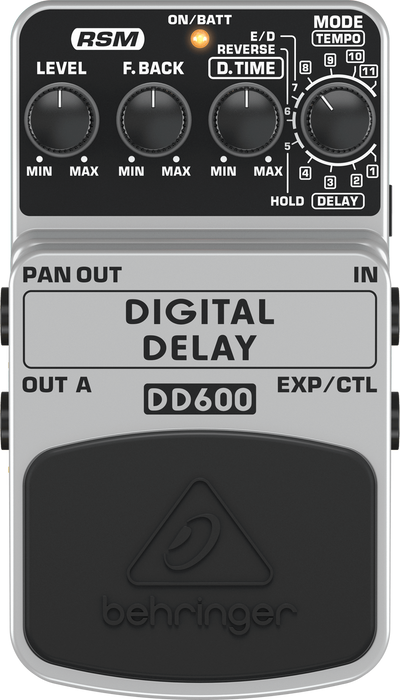 ON/BATT
RSM
MODE
TEMPO
E/D
REVERSE
LEVEL
F.BACK
D.TIME
8 9 10 11
7
6
5
4 3 2 1
MIN MAX MIN MAX MIN MAX
HOLD DELAY
PAN OUT IN
DIGITAL
DELAY
OUT A EXP/CTL
DD600
behringer